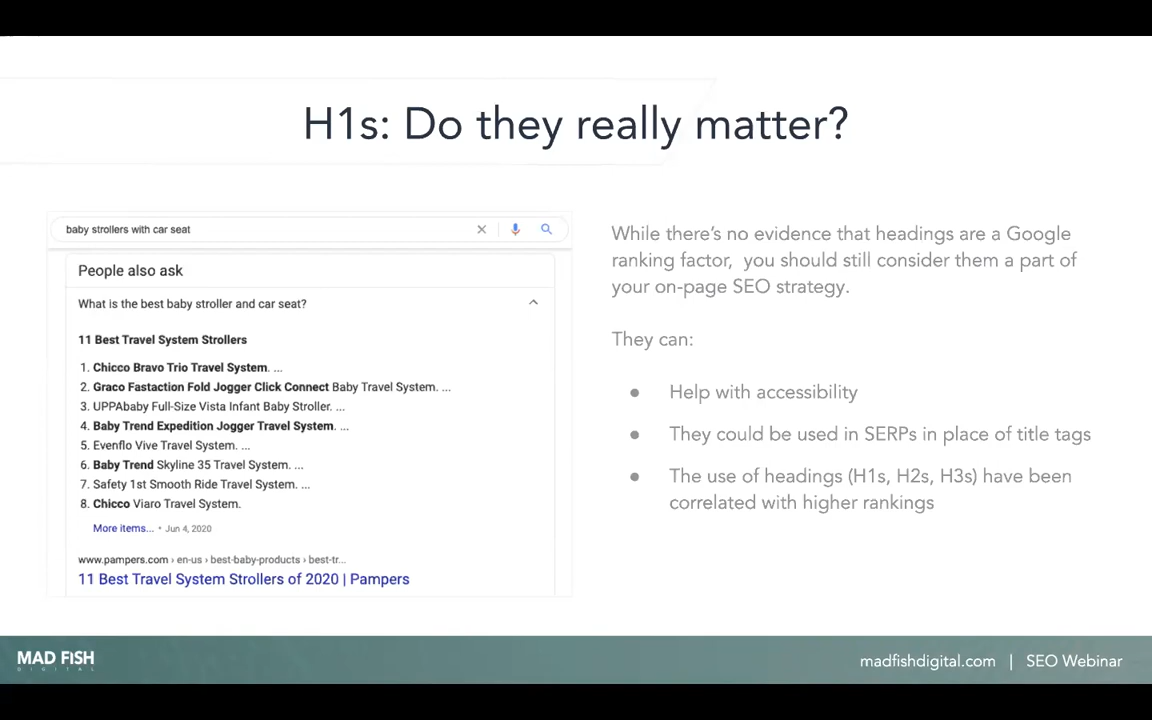 H1s: Do they really matter?
baby strollers with car seat
People also ask
What is the best baby stroller and car seat?
11 Best Travel System Strollers
1. Chicco Bravo Trio Travel System. ...
2. Graco Fastaction Fold Jogger Click Connect Baby Travel System. ...
3. UPPAbaby Full-Size Vista Infant Baby Stroller. ...
4. Baby Trend Expedition Jogger Travel System. ...
5. Evenflo Vive Travel System. ...
6. Baby Trend Skyline 35 Travel System. ...
7. Safety 1st Smooth Ride Travel System. ...
8. Chicco Viaro Travel System.
More items... • Jun 4, 2020
www.pampers.com › en-us › best-baby-products › best-tr...
11 Best Travel System Strollers of 2020 | Pampers
While there's no evidence that headings are a Google
ranking factor, you should still consider them a part of
your on-page SEO strategy.
They can:
● Help with accessibility
● They could be used in SERPs in place of title tags
● The use of headings (H1s, H2s, H3s) have been
correlated with higher rankings
MAD FISH
DIGITAL
madfishdigital.com | SEO Webinar